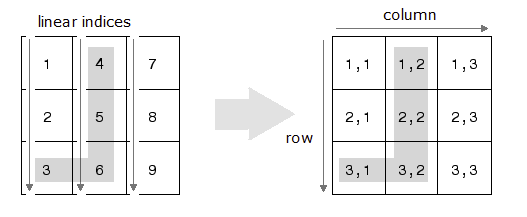 linear indices
column
1 4 7
1,1 1,2 1,3
2 5 8
2,1 2,2 2,3
row
3 6 9
3,1 3,2 3,3